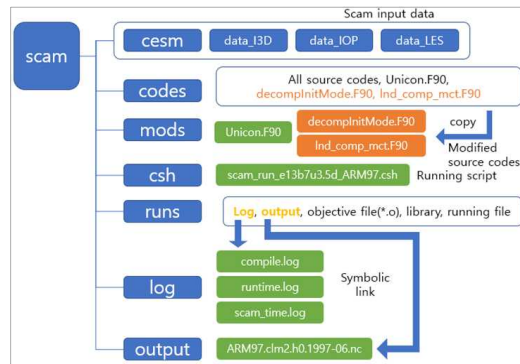 Scam input data
scam
cesm
data_I3D
data_IOP
data_LES
codes
All source codes, Unicon.F90,
decompInitMode.F90, lnd_comp_mct.F90
mods
Unicon.F90
decompInitMode.F90
lnd_comp_mct.F90
copy
Modified
source codes
csh
scam_run_e13b7u3.5d_ARM97.csh
Running script
runs
Log, output, objective file(*.o), library, running file
log
compile.log
runtime.log
scam_time.log
Symbolic
link
output
ARM97.clm2.h0.1997-06.nc